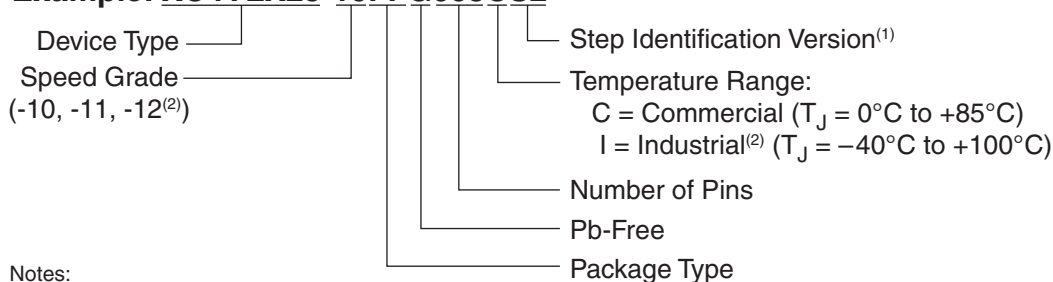 Device Type
Step Identification Version(1)
Speed Grade
(-10, -11, -12(2))
Temperature Range:
C = Commercial (TJ = 0°C to +85°C)
I = Industrial(2) (TJ = –40°C to +100°C)
Number of Pins
Pb-Free
Package Type
Notes: